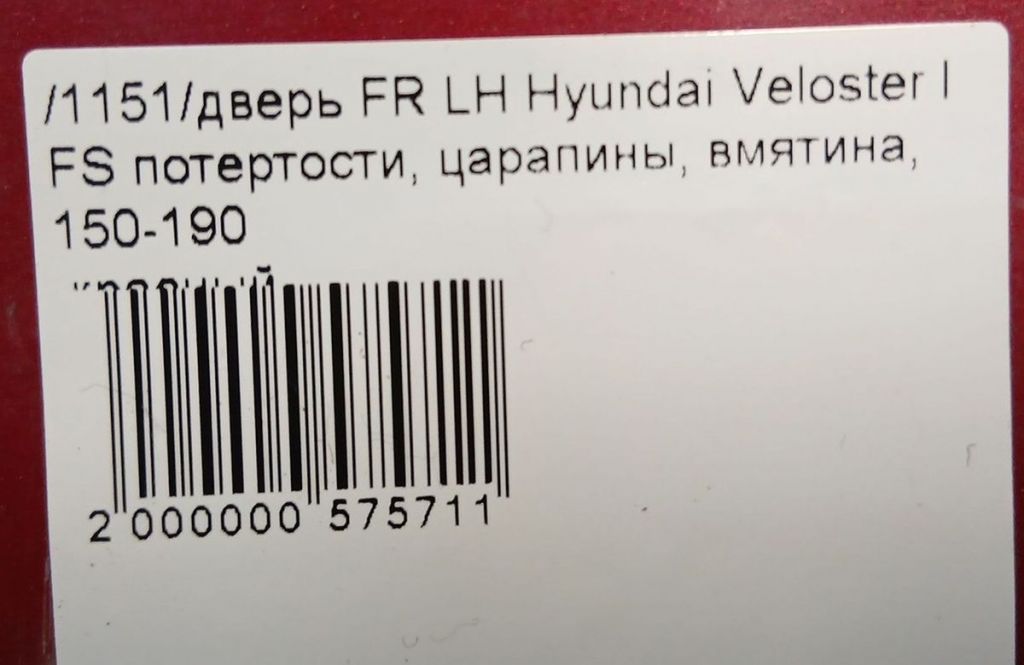 /1151/дверь FR LH Hyundai Veloster I
FS потертости, царапины, вмятина,
150-190
2 000000 575711